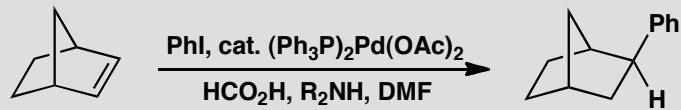 PhI, cat. (Ph₃P)₂Pd(OAc)₂
HCO₂H, R₂NH, DMF
Ph
H